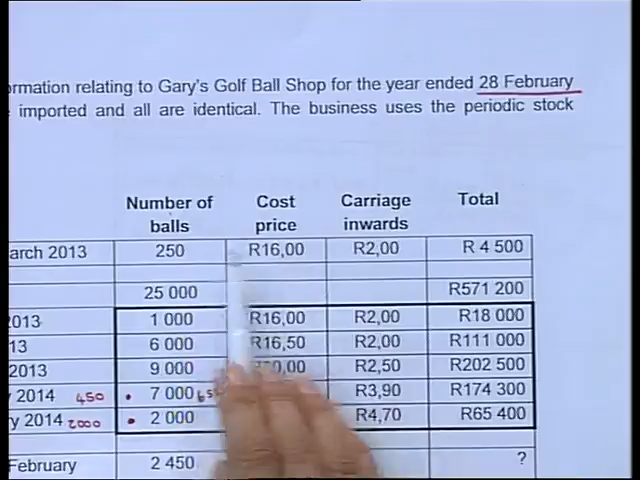 relating to Gary's Golf Ball Shop for the year ended 28 February
imported and all are identical. The business uses the periodic stock
Number of balls Cost price Carriage inwards Total
2013 250 R16,00 R2,00 R 4 500
25 000 R571 200
2013 1 000 R16,00 R2,00 R18 000
13 6 000 R16,50 R2,00 R111 000
2013 9 000 R2,50 R202 500
2014 450 7 000 R3,90 R174 300
2014 2000 2 000 R4,70 R65 400
February 2 450 ?